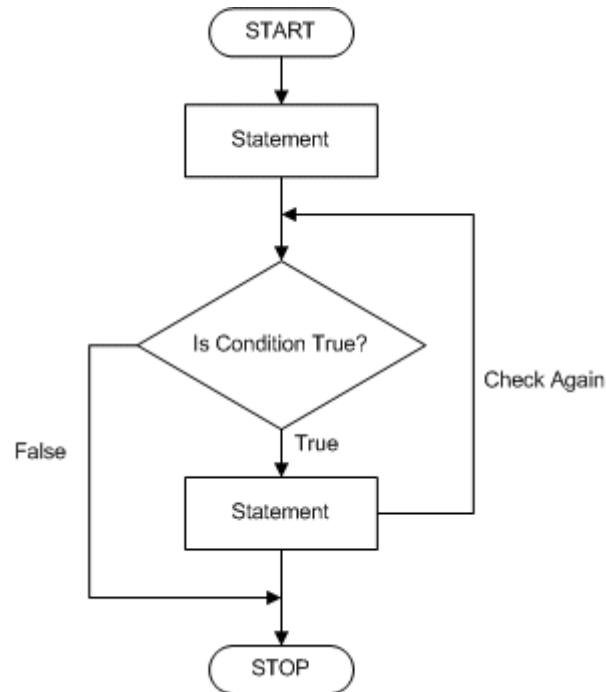 START
Statement
Is Condition True?
Check Again
False
True
Statement
STOP